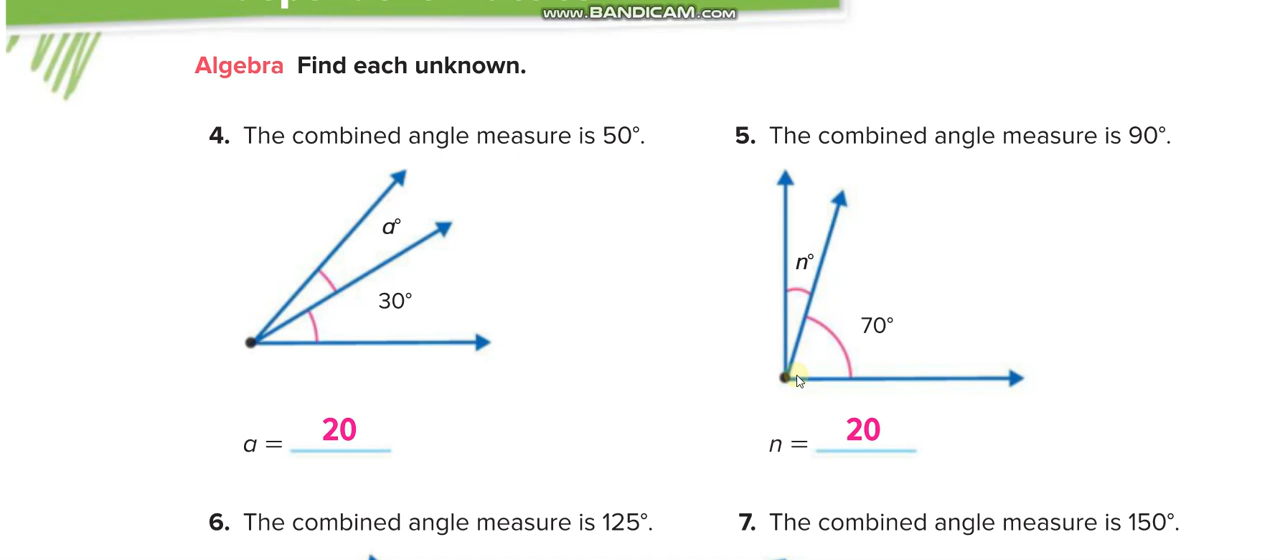 www.BANDICAM.com
Algebra Find each unknown.
4. The combined angle measure is 50°.
a°
30°
a = 20
5. The combined angle measure is 90°.
n°
70°
n = 20
6. The combined angle measure is 125°.
7. The combined angle measure is 150°.